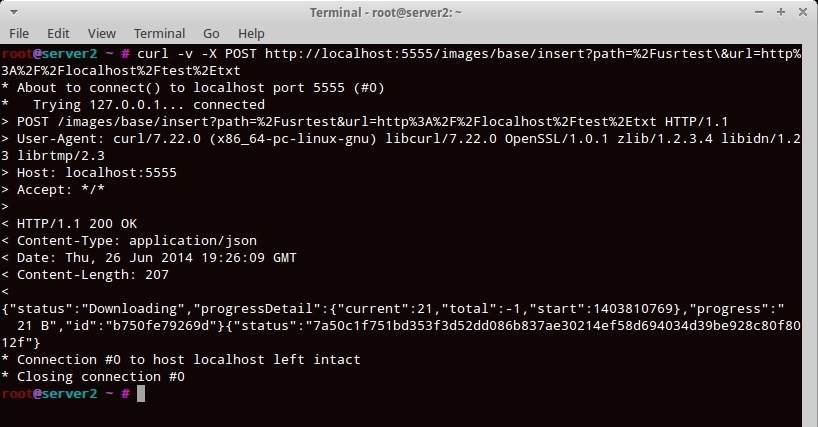 Terminal - root@server2: ~
File Edit View Terminal Go Help
root@server2 ~ # curl -v -X POST http://localhost:5555/images/base/insert?path=%2Fusrtest\&url=http%
3A%2F%2Flocalhost%2Ftest%2Etxt
* About to connect() to localhost port 5555 (#0)
*   Trying 127.0.0.1... connected
> POST /images/base/insert?path=%2Fusrtest&url=http%3A%2F%2Flocalhost%2Ftest%2Etxt HTTP/1.1
> User-Agent: curl/7.22.0 (x86_64-pc-linux-gnu) libcurl/7.22.0 OpenSSL/1.0.1 zlib/1.2.3.4 libidn/1.2
3 librtmp/2.3
> Host: localhost:5555
> Accept: */*
>
< HTTP/1.1 200 OK
< Content-Type: application/json
< Date: Thu, 26 Jun 2014 19:26:09 GMT
< Content-Length: 207
<
{"status":"Downloading","progressDetail":{"current":21,"total":-1,"start":1403810769},"progress":"
  21 B","id":"b750fe79269d"}{"status":"7a50c1f751bd353f3d52dd086b837ae30214ef58d694034d39be928c80f80
12f"}
* Connection #0 to host localhost left intact
* Closing connection #0
root@server2 ~ #